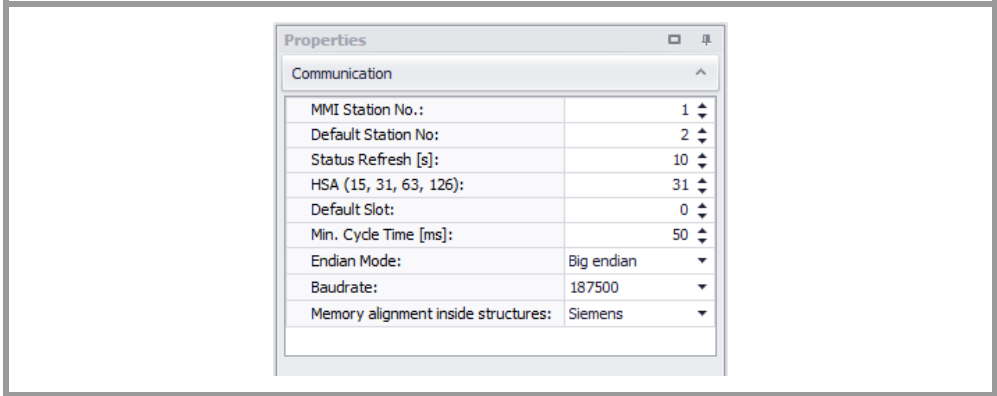 Properties
Communication
MMI Station No.: 1
Default Station No: 2
Status Refresh [s]: 10
HSA (15, 31, 63, 126): 31
Default Slot: 0
Min. Cycle Time [ms]: 50
Endian Mode: Big endian
Baudrate: 187500
Memory alignment inside structures: Siemens